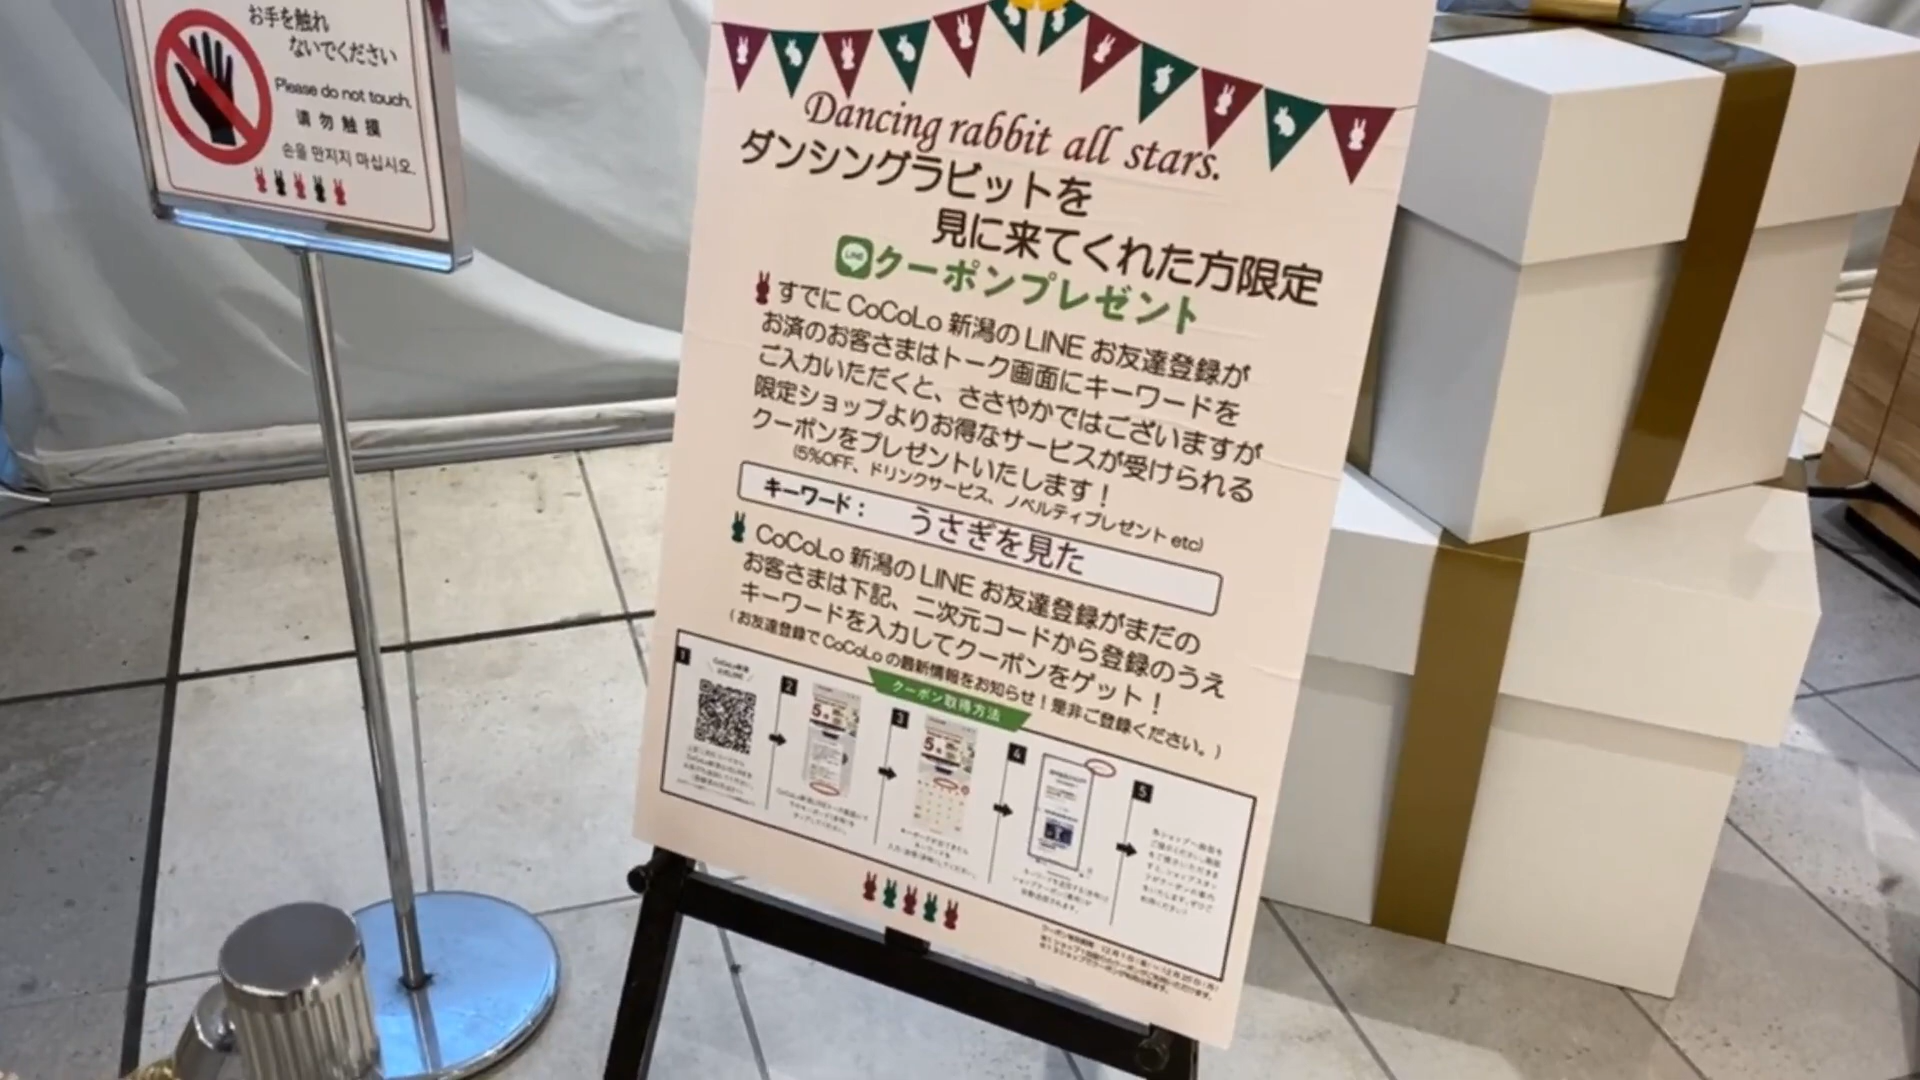 お手を触れ
ないでください
Please do not touch.
请勿触摸
손을 만지지 마십시오.
Dancing rabbit all stars.
ダンシングラビットを
見に来てくれた方限定
LINE クーポンプレゼント
すでに CoCoLo 新潟の LINE お友達登録が
お済のお客さまはトーク画面にキーワードを
ご入力いただくと、ささやかではございますが
限定ショップよりお得なサービスが受けられる
クーポンをプレゼントいたします！
(5%OFF、ドリンクサービス、ノベルティプレゼント etc)
キーワード： うさぎを見た
CoCoLo 新潟の LINE お友達登録がまだの
お客さまは下記、二次元コードから登録のうえ
キーワードを入力してクーポンをゲット！
(お友達登録で CoCoLo の最新情報をお知らせ！是非ご登録ください。)
クーポン取得方法
1
2
3
4
5